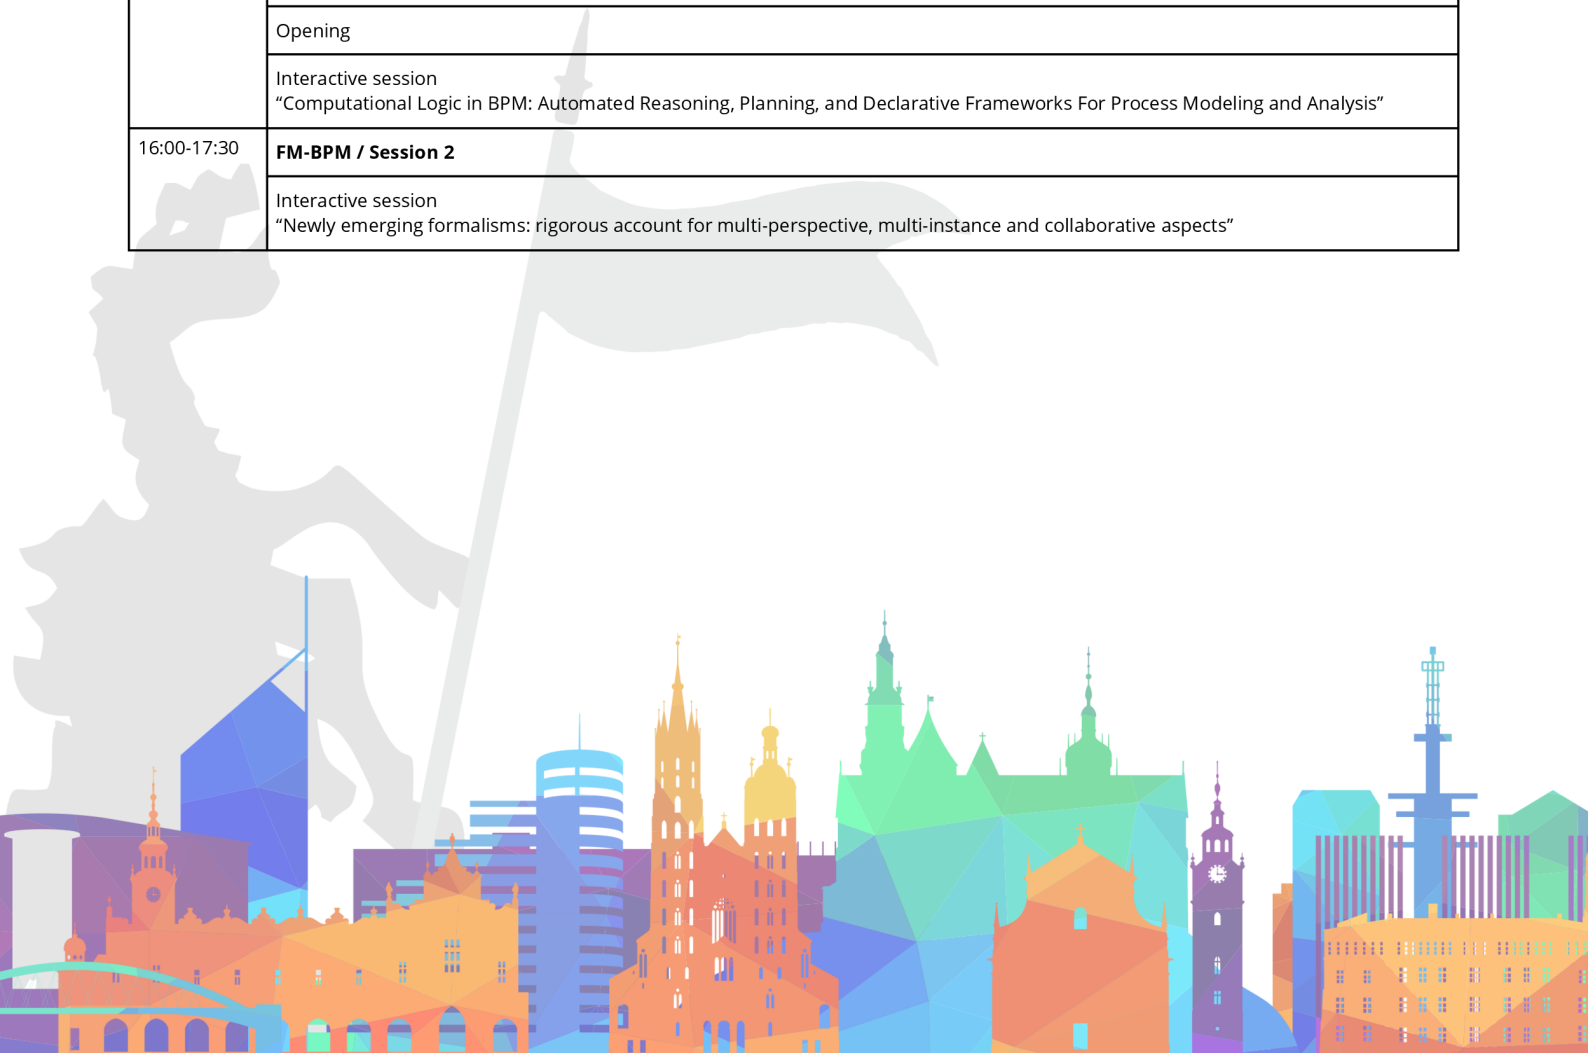 Opening
Interactive session
“Computational Logic in BPM: Automated Reasoning, Planning, and Declarative Frameworks For Process Modeling and Analysis”
16:00-17:30
FM-BPM / Session 2
Interactive session
“Newly emerging formalisms: rigorous account for multi-perspective, multi-instance and collaborative aspects”